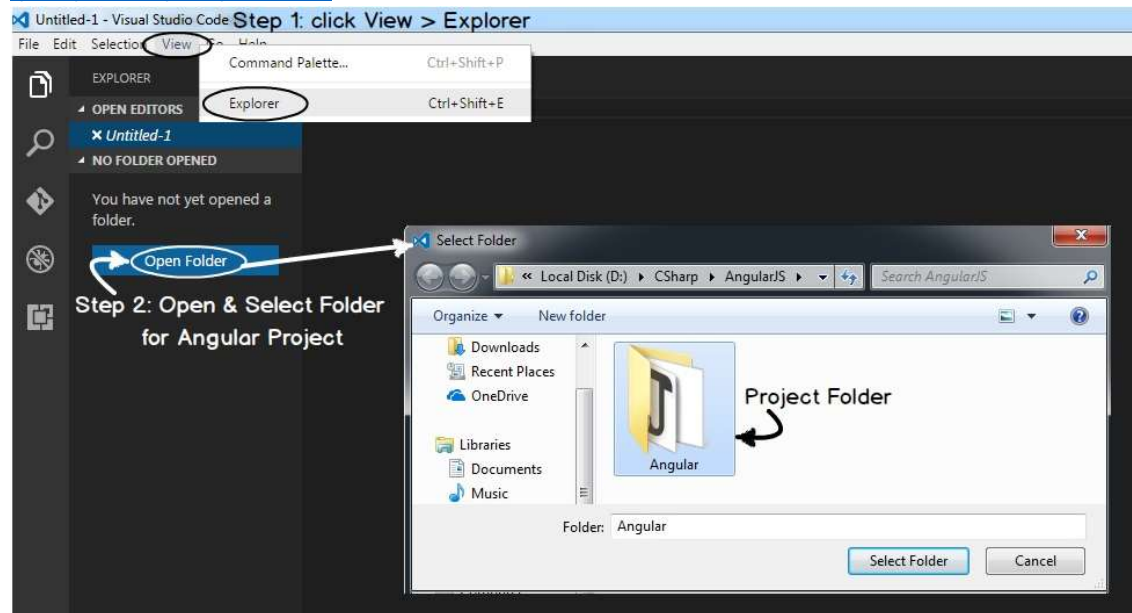 Untitled-1 - Visual Studio Code
Step 1: click View > Explorer
File Edit Selection View Go Help
Command Palette... Ctrl+Shift+P
Explorer Ctrl+Shift+E
EXPLORER
OPEN EDITORS
Untitled-1
NO FOLDER OPENED
You have not yet opened a
folder.
Open Folder
Step 2: Open & Select Folder
for Angular Project
Select Folder
« Local Disk (D:) CSharp AngularJS
Search AngularJS
Organize New folder
Downloads
Recent Places
OneDrive
Libraries
Documents
Music
J
Angular
Project Folder
Folder: Angular
Select Folder Cancel